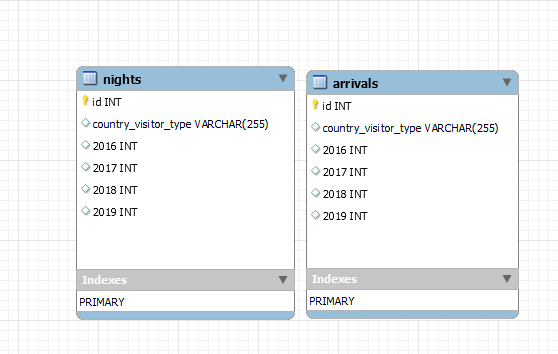 nights
id INT
country_visitor_type VARCHAR(255)
2016 INT
2017 INT
2018 INT
2019 INT
Indexes
PRIMARY
arrivals
id INT
country_visitor_type VARCHAR(255)
2016 INT
2017 INT
2018 INT
2019 INT
Indexes
PRIMARY